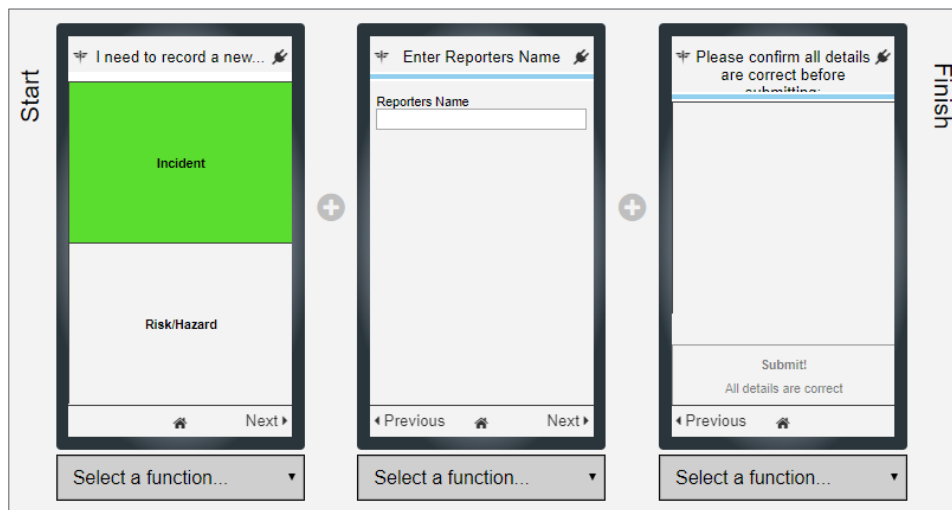 Start
I need to record a new...
Incident
Risk/Hazard
Next
Select a function...
Enter Reporters Name
Reporters Name
Previous
Next
Select a function...
Please confirm all details
are correct before
submitting:
Submit!
All details are correct
Previous
Select a function...
Finish